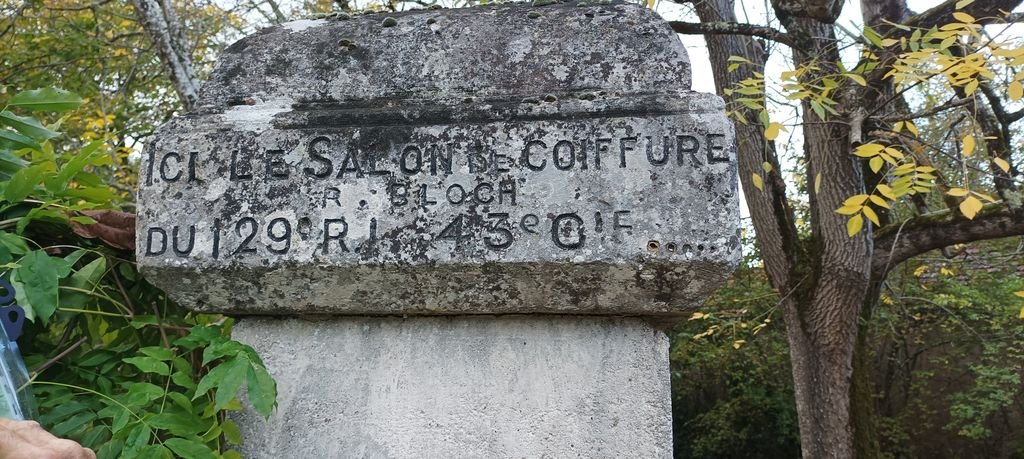 ICI LE SALON DE COIFFURE
R. BLOCH
DU 129e R I 43e CIE